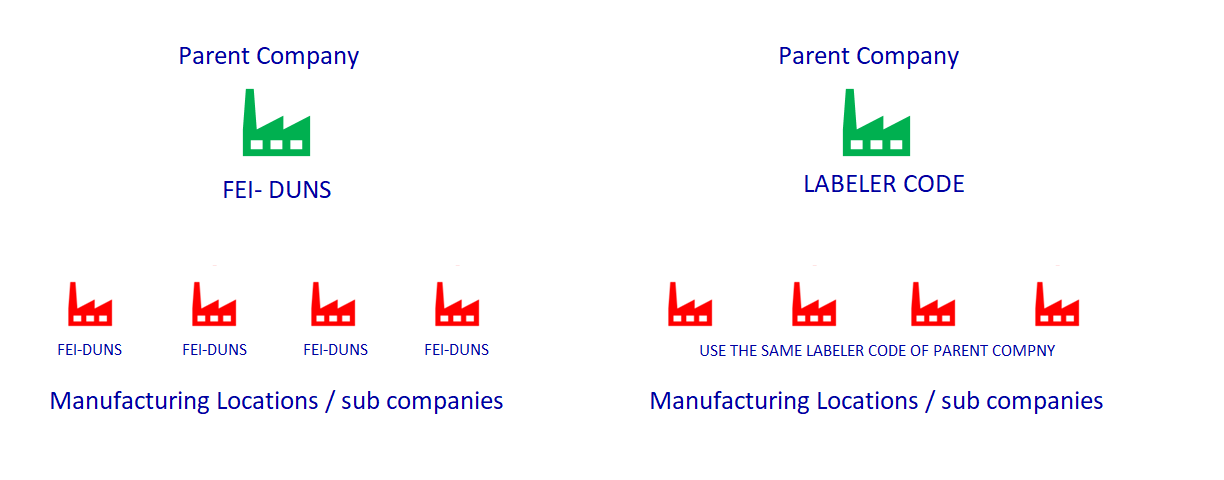 Parent Company
FEI- DUNS
FEI-DUNS FEI-DUNS FEI-DUNS FEI-DUNS
Manufacturing Locations / sub companies
Parent Company
LABELER CODE
USE THE SAME LABELER CODE OF PARENT COMPNY
Manufacturing Locations / sub companies